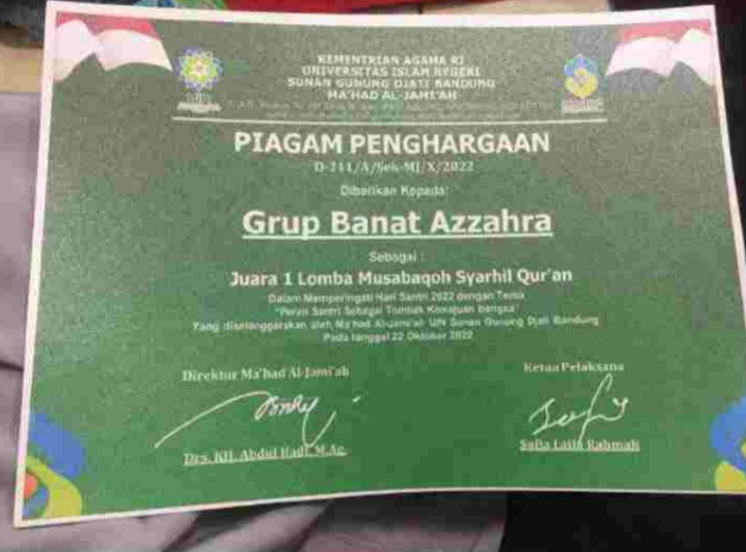 KEMENTRIAN AGAMA RI
UNIVERSITAS ISLAM NEGERI
SUNAN GUNUNG DJATI BANDUNG
MA'HAD AL-JAMI'AH
PIAGAM PENGHARGAAN
D-211/A/Sek-MJ/X/2022
Diberikan Kepada:
Grup Banat Azzahra
Sebagai :
Juara 1 Lomba Musabaqoh Syarhil Qur'an
Dalam Memperingati Hari Santri 2022 dengan Tema
"Peran Santri Sebagai Tombak Kemajuan bangsa"
Yang diselenggarakan oleh Ma'had Al-Jami'ah UIN Sunan Gunung Djati Bandung
Pada tanggal 22 Oktober 2022
Direktur Ma'had Al-Jami'ah
Ketua Pelaksana
Drs. KH. Abdul Hadi, M.Ag.
Sofia Laila Rahmah